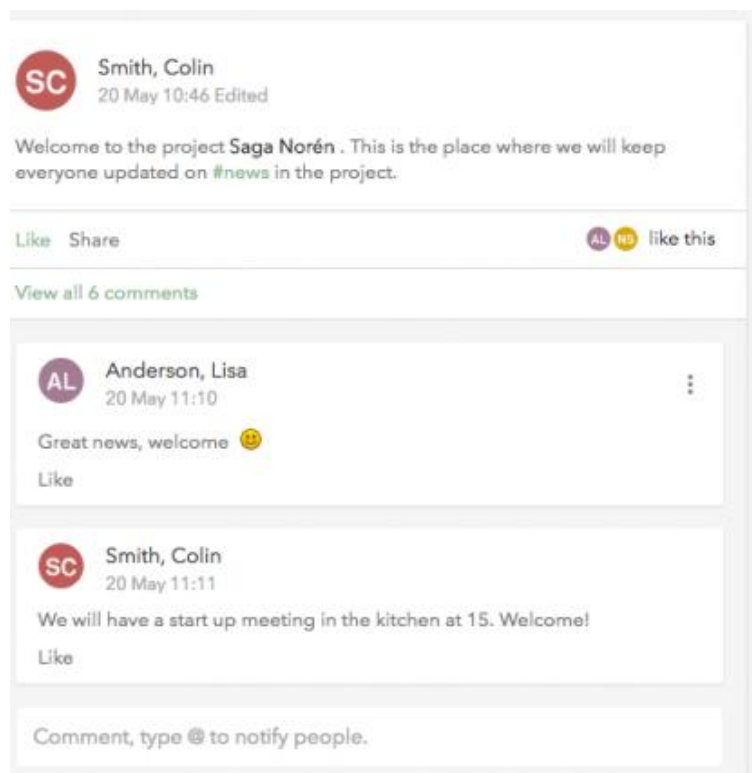 SC
Smith, Colin
20 May 10:46 Edited
Welcome to the project Saga Norén . This is the place where we will keep
everyone updated on #news in the project.
Like Share AL NS like this
View all 6 comments
AL
Anderson, Lisa
20 May 11:10
Great news, welcome
Like
SC
Smith, Colin
20 May 11:11
We will have a start up meeting in the kitchen at 15. Welcome!
Like
Comment, type @ to notify people.